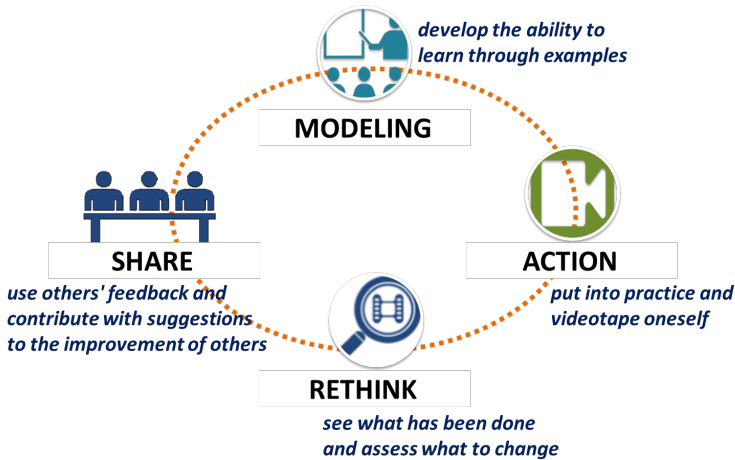 develop the ability to
learn through examples
MODELING
SHARE
use others' feedback and
contribute with suggestions
to the improvement of others
ACTION
put into practice and
videotape oneself
RETHINK
see what has been done
and assess what to change